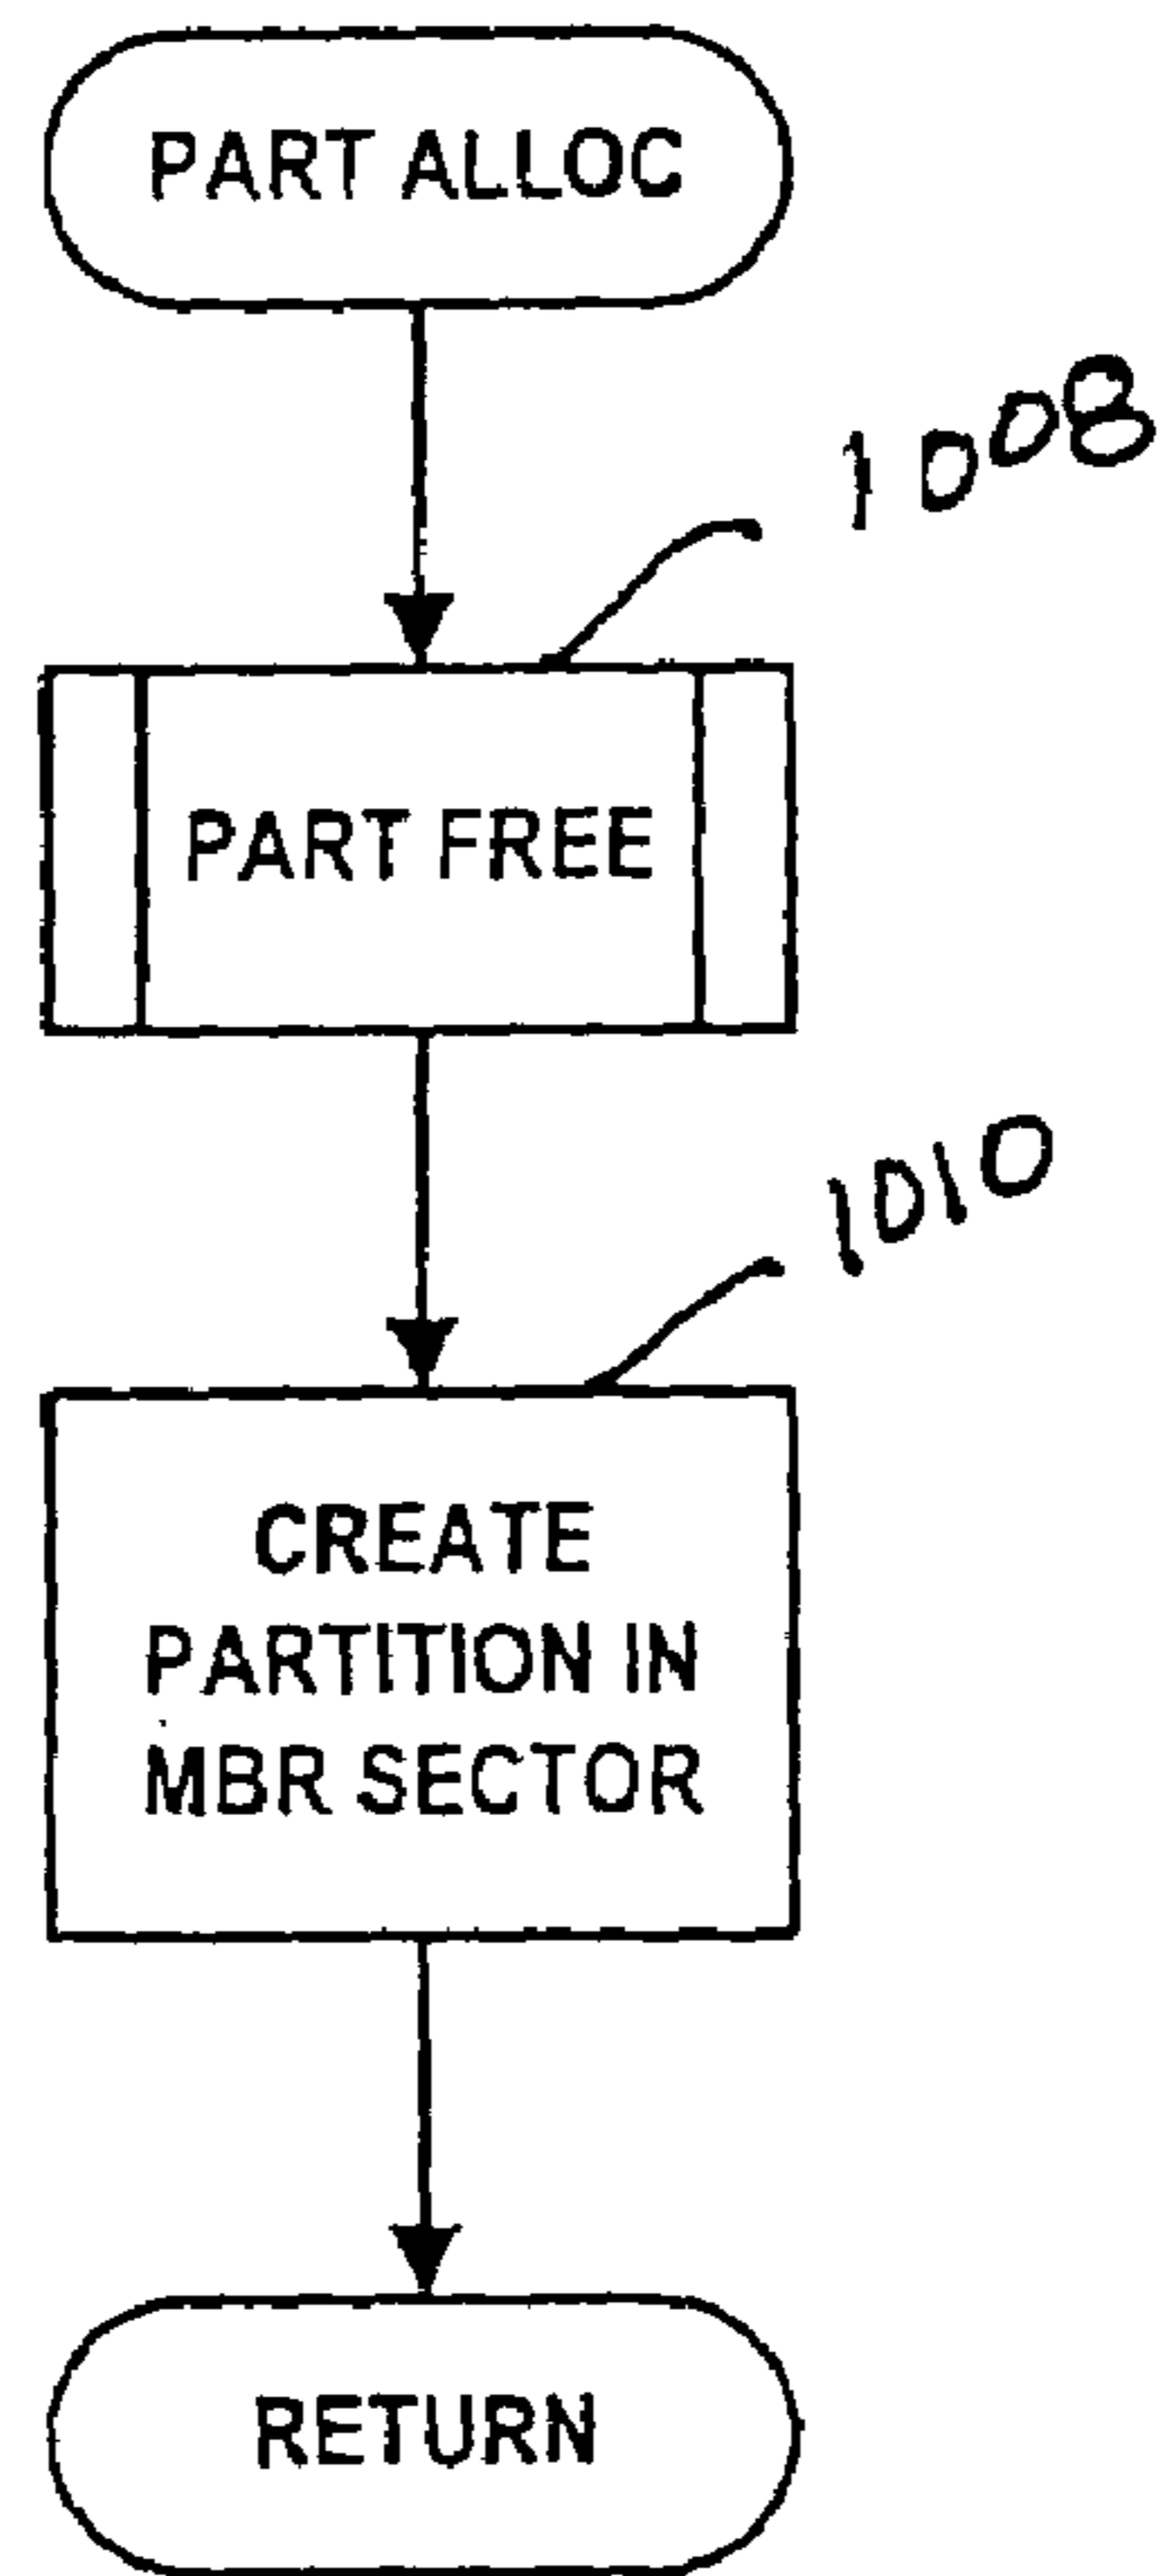 PART ALLOC
1008
PART FREE
1010
CREATE
PARTITION IN
MBR SECTOR
RETURN